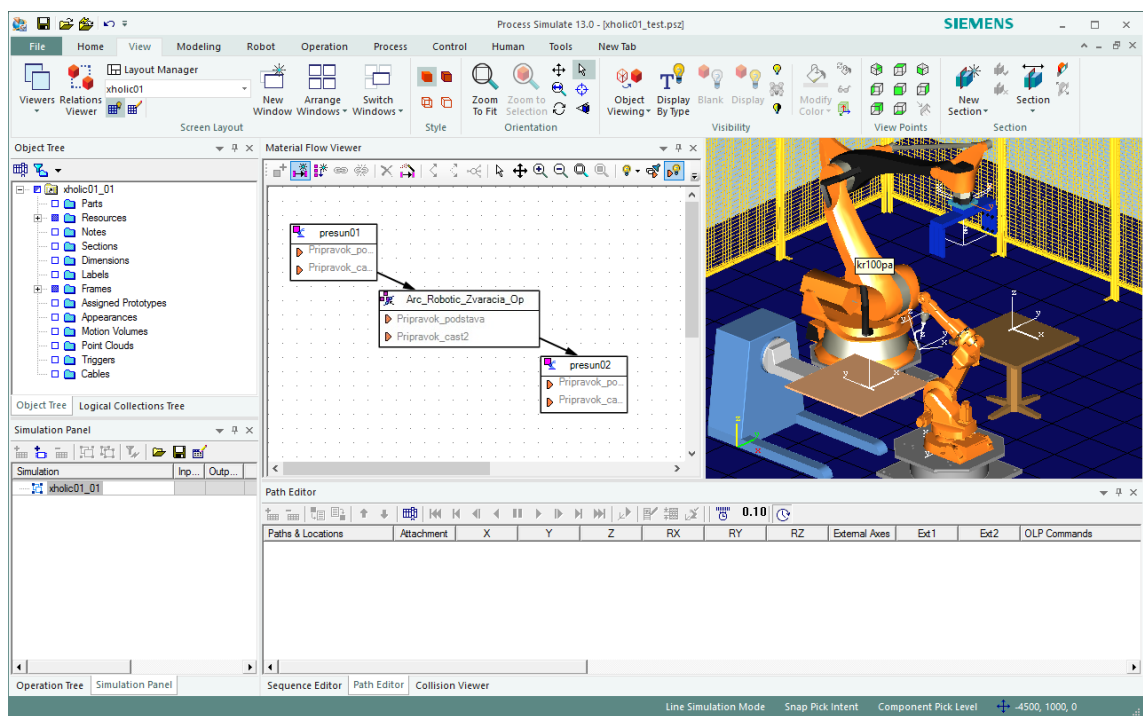 Process Simulate 13.0 - [xholic01_test.psz]
SIEMENS
File Home View Modeling Robot Operation Process Control Human Tools New Tab
Viewers
Relations Viewer
Layout Manager
xholic01
New Window
Arrange Windows
Switch Windows
Zoom To Fit
Zoom to Selection
Object Viewing
Display By Type
Blank
Display
Modify Color
New Section
Section
Screen Layout
Style
Orientation
Visibility
View Points
Section
Object Tree
xholic01_01
Parts
Resources
Notes
Sections
Dimensions
Labels
Frames
Assigned Prototypes
Appearances
Motion Volumes
Point Clouds
Triggers
Cables
Object Tree
Logical Collections Tree
Material Flow Viewer
presun01
Pripravok_po...
Pripravok_ca...
Arc_Robotic_Zvaracia_Op
Pripravok_podstava
Pripravok_cast2
presun02
Pripravok_po...
Pripravok_ca...
kr100pa
Simulation Panel
Simulation Inp... Outp...
xholic01_01
Operation Tree
Simulation Panel
Path Editor
0.10
Paths & Locations Attachment X Y Z RX RY RZ External Axes Ext1 Ext2 OLP Commands
Sequence Editor
Path Editor
Collision Viewer
Line Simulation Mode Snap Pick Intent Component Pick Level -4500, 1000, 0